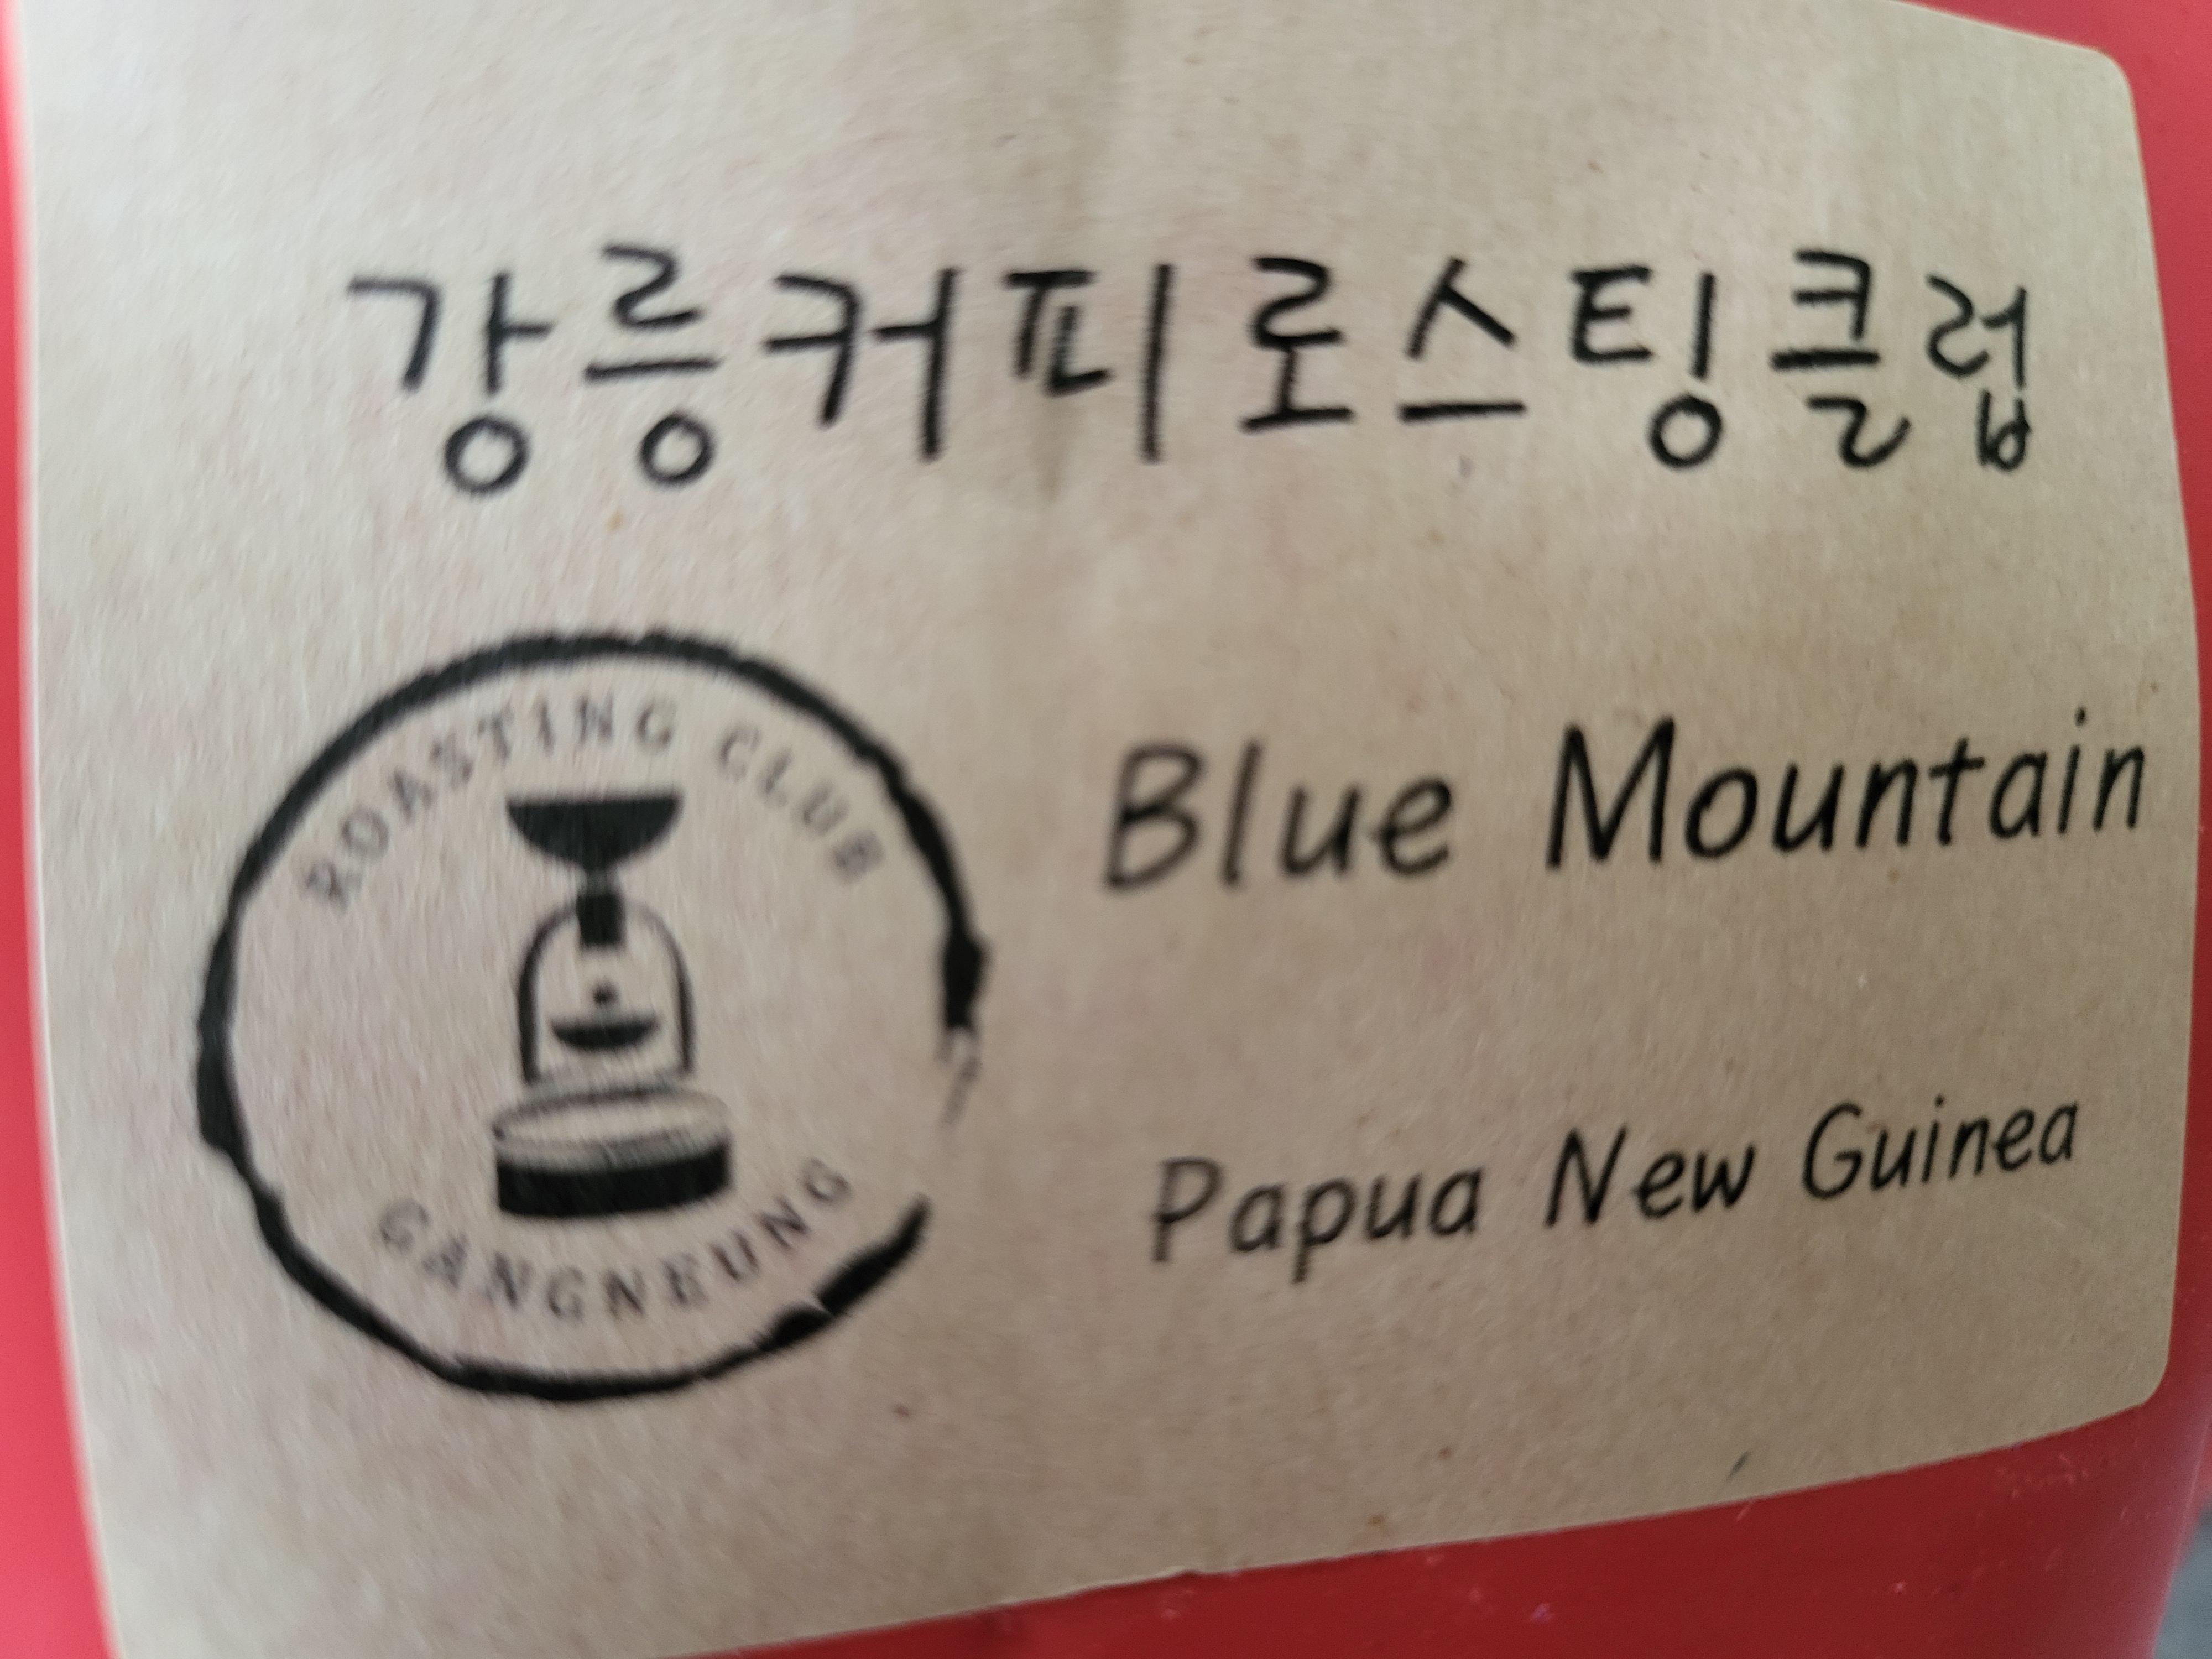 강릉커피로스팅클럽
ROASTING CLUB
GANGNEUNG
Blue Mountain
Papua New Guinea